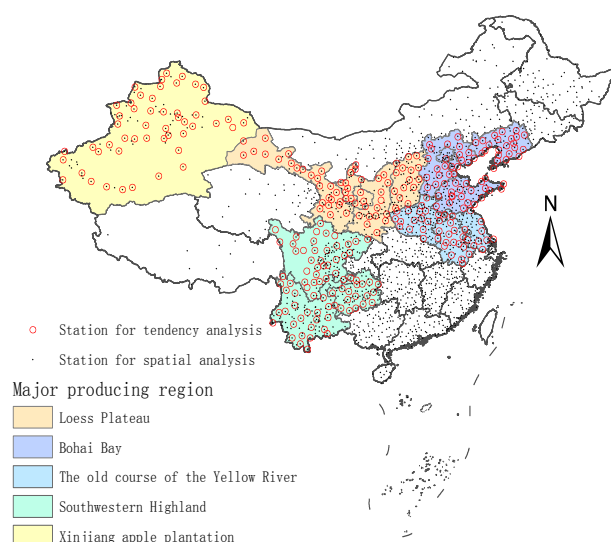 N
Station for tendency analysis
Station for spatial analysis
Major producing region
Loess Plateau
Bohai Bay
The old course of the Yellow River
Southwestern Highland
Xinjiang apple plantation